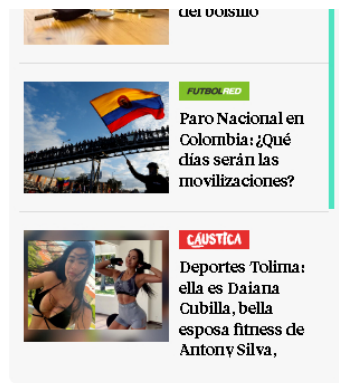 del bolsillo
FUTBOLRED
Paro Nacional en
Colombia: ¿Qué
días serán las
movilizaciones?
CÁUSTICA
Deportes Tolima:
ella es Daiana
Cubilla, bella
esposa fitness de
Antony Silva,